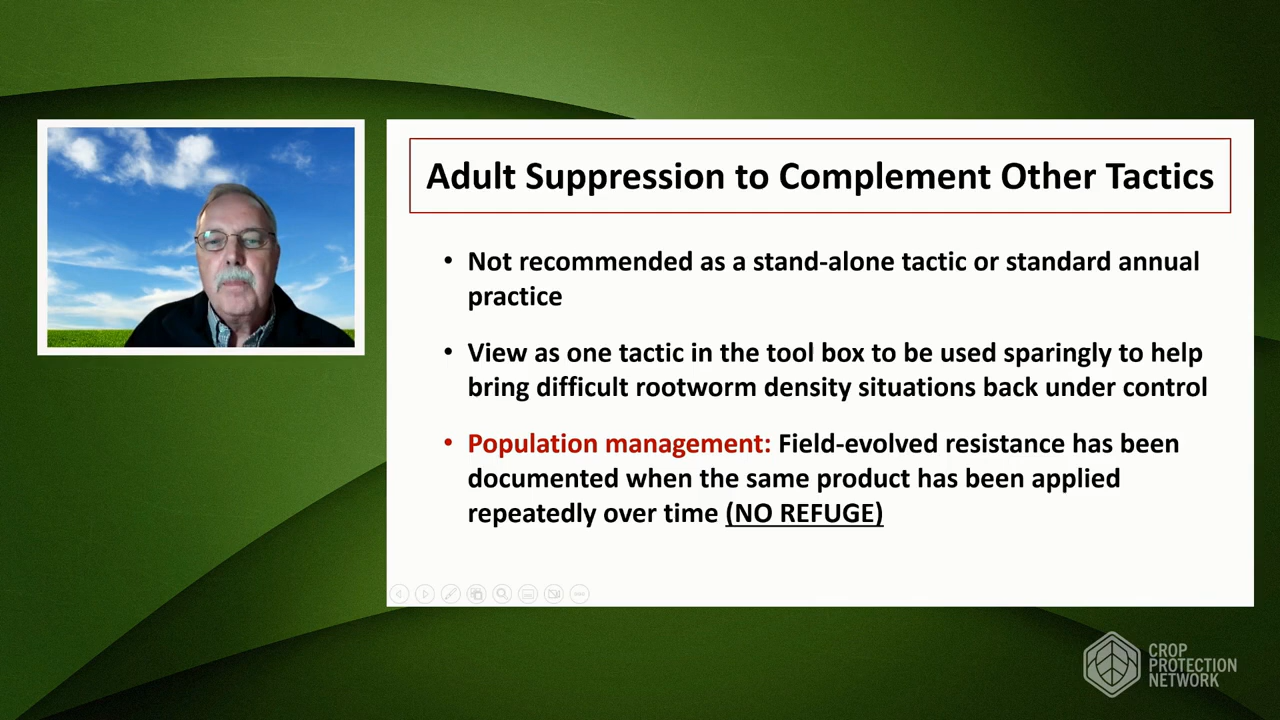 Adult Suppression to Complement Other Tactics
• Not recommended as a stand-alone tactic or standard annual
practice
• View as one tactic in the tool box to be used sparingly to help
bring difficult rootworm density situations back under control
• Population management: Field-evolved resistance has been
documented when the same product has been applied
repeatedly over time (NO REFUGE)
CROP
PROTECTION
NETWORK